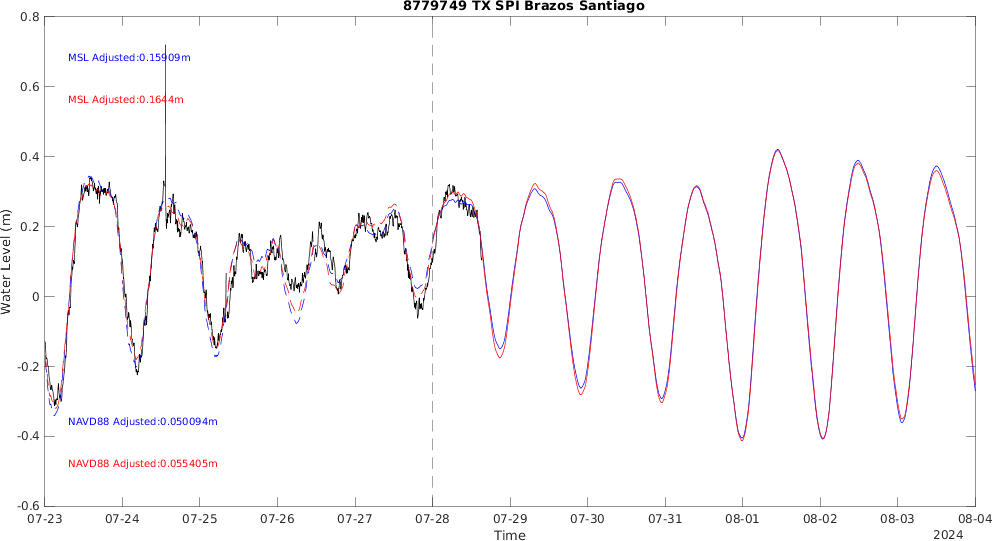 8779749 TX SPI Brazos Santiago
0.8
MSL Adjusted:0.15909m
0.6
MSL Adjusted:0.1644m
0.4
0.2
Water Level (m)
0
-0.2
NAVD88 Adjusted:0.050094m
-0.4
NAVD88 Adjusted:0.055405m
-0.6
07-23 07-24 07-25 07-26 07-27 07-28 07-29 07-30 07-31 08-01 08-02 08-03 08-04
Time
2024